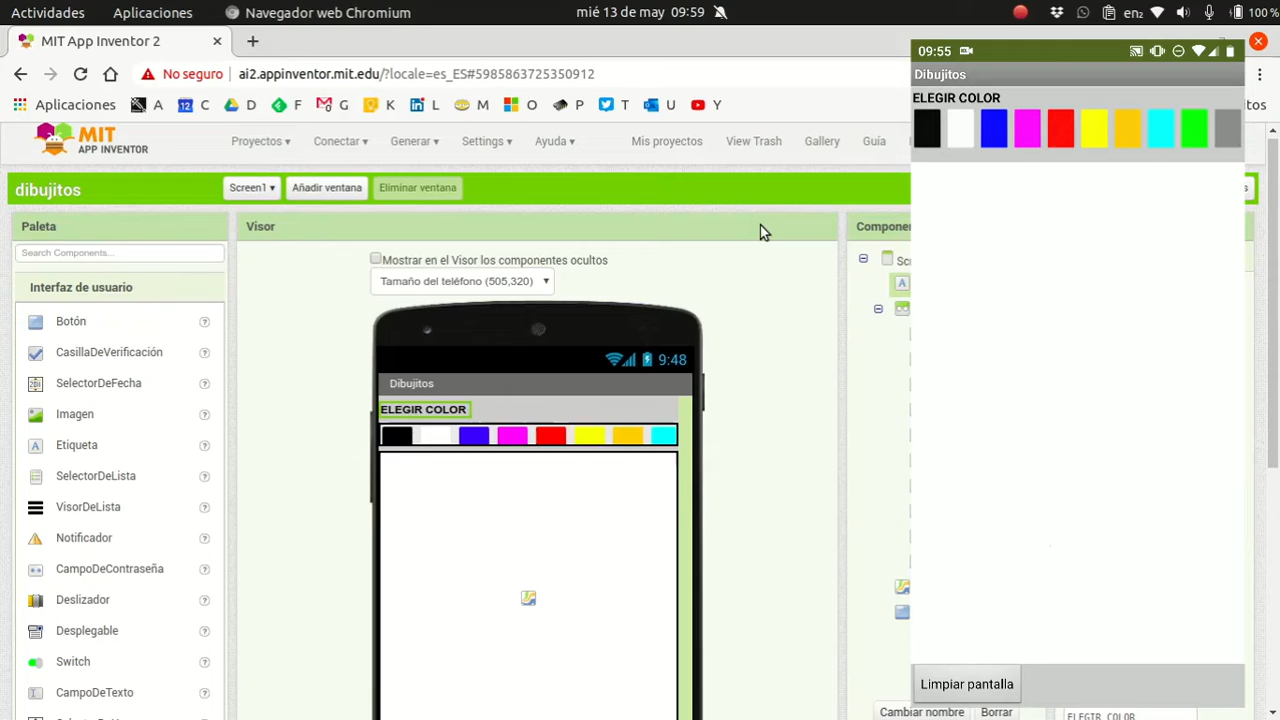 Actividades Aplicaciones Navegador web Chromium mié 13 de may 09:59 en₂ 100 %
MIT App Inventor 2
No seguro ai2.appinventor.mit.edu/?locale=es_ES#5985863725350912
Aplicaciones C D F G K L M O P T U Y
MIT
APP INVENTOR
Proyectos Conectar Generar Settings Ayuda Mis proyectos View Trash Gallery Guía
dibujitos Screen1 Añadir ventana Eliminar ventana
Paleta Visor
Search Components...
Interfaz de usuario
Botón
CasillaDeVerificación
SelectorDeFecha
Imagen
Etiqueta
SelectorDeLista
VisorDeLista
Notificador
CampoDeContraseña
Deslizador
Desplegable
Switch
CampoDeTexto
Mostrar en el Visor los componentes ocultos
Tamaño del teléfono (505,320)
9:48
Dibujitos
ELEGIR COLOR
Cambiar nombre Borrar
ELEGIR COLOR
09:55
Dibujitos
ELEGIR COLOR
Limpiar pantalla